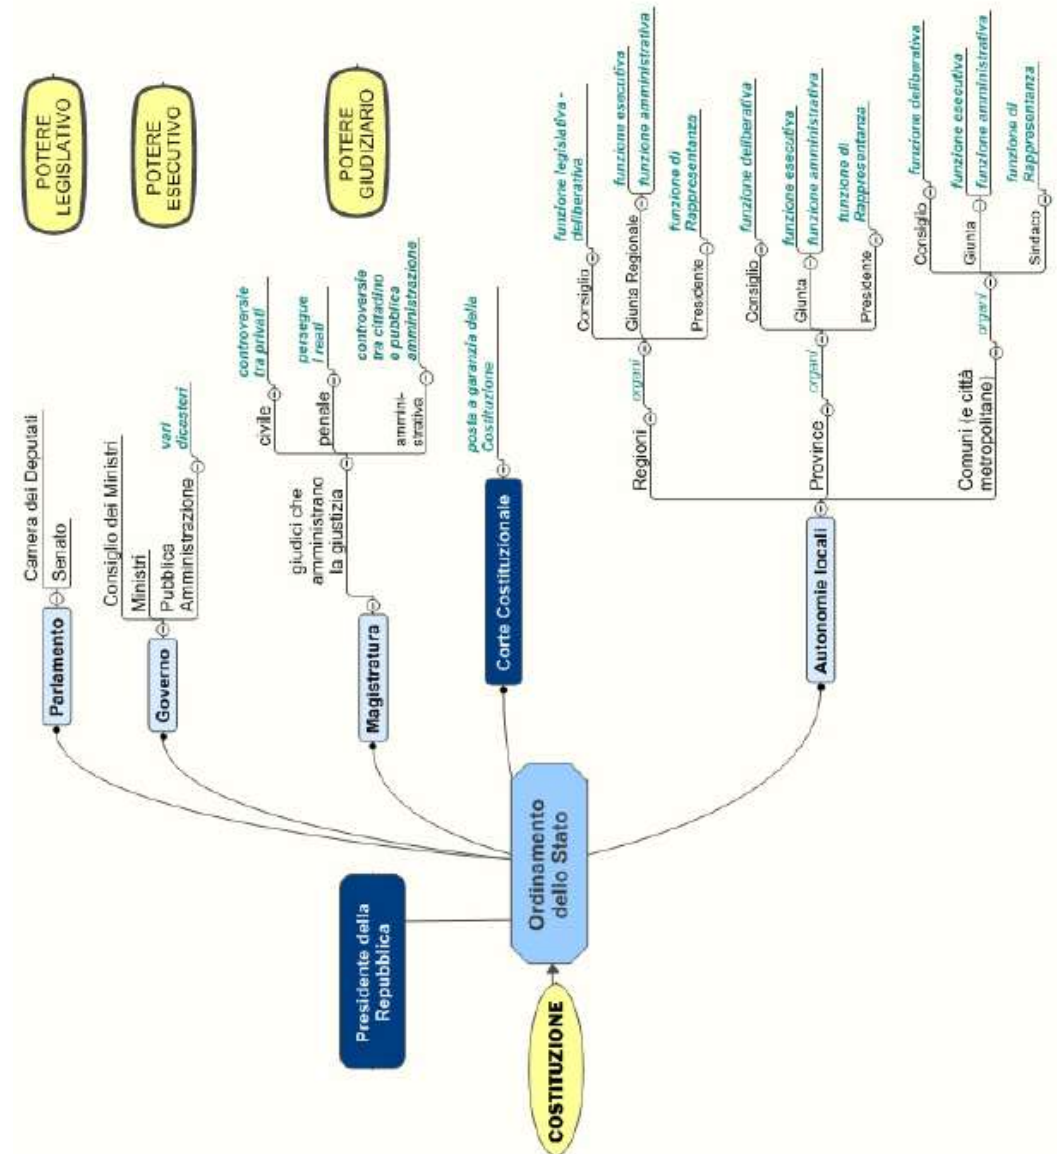 POTERE
LEGISLATIVO
POTERE
ESECUTIVO
POTERE
GIUDIZIARIO
Parlamento
Camera dei Deputati
Senato
Governo
Consiglio dei Ministri
Ministri
Pubblica
Amministrazione
vari
dicasteri
Magistratura
giudici che
amministrano
la giustizia
civile
controversie
tra privati
penale
persegue
i reati
ammini-
strativa
controversie
tra cittadino
e pubblica
amministrazione
Corte Costituzionale
posta a garanzia della
Costituzione
Presidente della
Repubblica
Ordinamento
dello Stato
COSTITUZIONE
Autonomie locali
Regioni
organi
Consiglio
funzione legislativa -
deliberativa
Giunta Regionale
funzione esecutiva
funzione amministrativa
Presidente
funzione di
Rappresentanza
Province
organi
Consiglio
funzione deliberativa
Giunta
funzione esecutiva
funzione amministrativa
Presidente
funzione di
Rappresentanza
Comuni (e città
metropolitane)
organi
Consiglio
funzione deliberativa
Giunta
funzione esecutiva
funzione amministrativa
Sindaco
funzione di
Rappresentanza